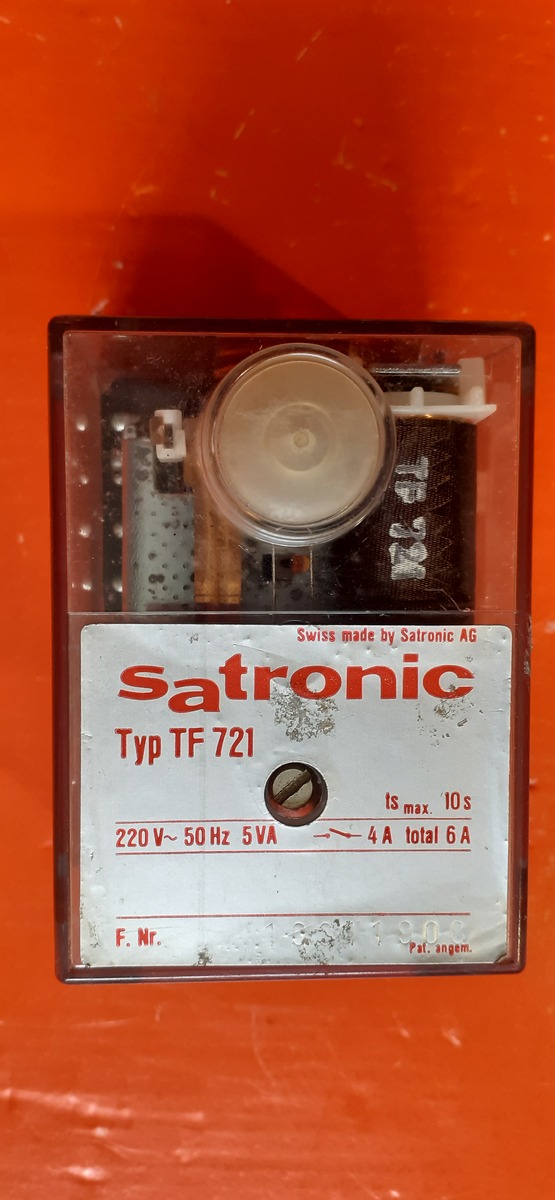 TF 721
Swiss made by Satronic AG
satronic
Typ TF 721
ts max. 10 s
220 V~ 50 Hz 5 VA 4 A total 6 A
F. Nr.
Pat. angem.